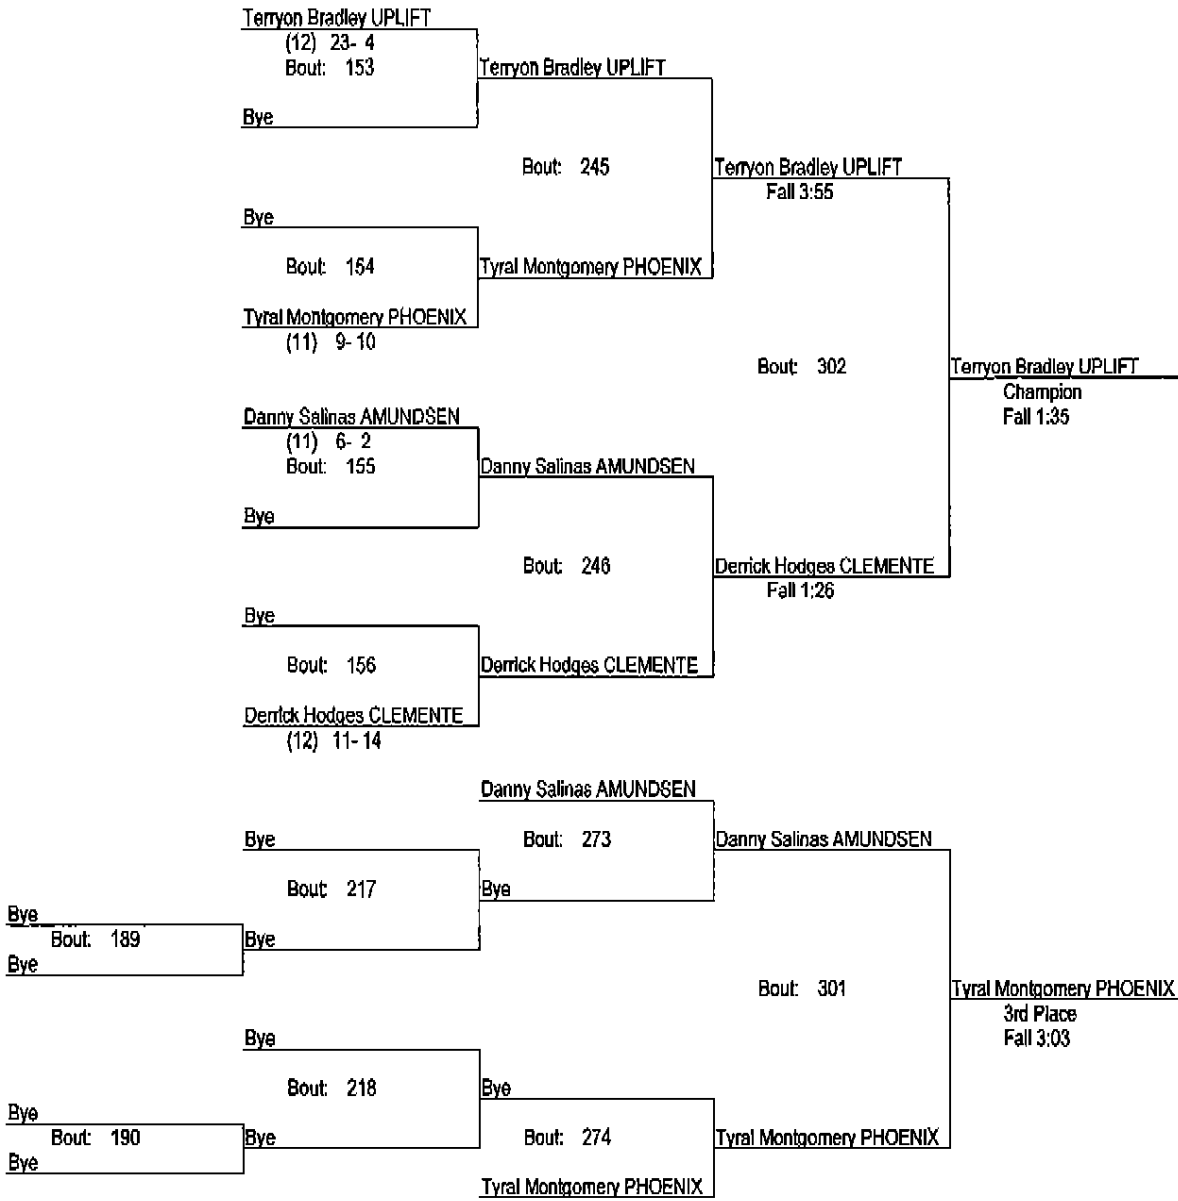 Terryon Bradley UPLIFT
(12) 23- 4
Bout: 153
Terryon Bradley UPLIFT
Bye
Bout: 245
Terryon Bradley UPLIFT
Fall 3:55
Bye
Bout: 154
Tyral Montgomery PHOENIX
Tyral Montgomery PHOENIX
(11) 9- 10
Bout: 302
Terryon Bradley UPLIFT
Champion
Fall 1:35
Danny Salinas AMUNDSEN
(11) 6- 2
Bout: 155
Danny Salinas AMUNDSEN
Bye
Bout: 246
Derrick Hodges CLEMENTE
Fall 1:26
Bye
Bout: 156
Derrick Hodges CLEMENTE
Derrick Hodges CLEMENTE
(12) 11- 14
Danny Salinas AMUNDSEN
Bye
Bout: 273
Danny Salinas AMUNDSEN
Bout: 217
Bye
Bye
Bout: 189
Bye
Bye
Bout: 301
Tyral Montgomery PHOENIX
3rd Place
Fall 3:03
Bye
Bout: 218
Bye
Bye
Bout: 190
Bye
Bout: 274
Tyral Montgomery PHOENIX
Bye
Tyral Montgomery PHOENIX